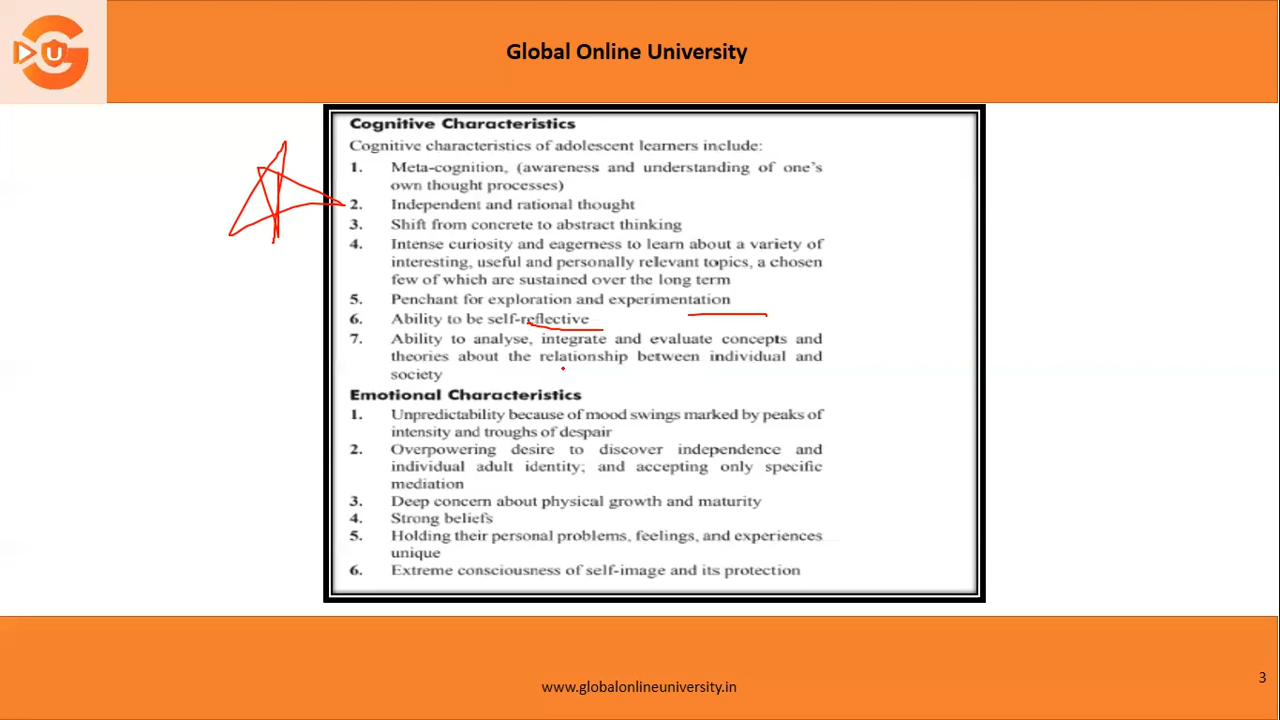 U
Global Online University
Cognitive Characteristics
Cognitive characteristics of adolescent learners include:
1. Meta-cognition, (awareness and understanding of one's
own thought processes)
2. Independent and rational thought
3. Shift from concrete to abstract thinking
4. Intense curiosity and eagerness to learn about a variety of
interesting, useful and personally relevant topics, a chosen
few of which are sustained over the long term
5. Penchant for exploration and experimentation
6. Ability to be self-reflective
7. Ability to analyse, integrate and evaluate concepts and
theories about the relationship between individual and
society
Emotional Characteristics
1. Unpredictability because of mood swings marked by peaks of
intensity and troughs of despair
2. Overpowering desire to discover independence and
individual adult identity; and accepting only specific
mediation
3. Deep concern about physical growth and maturity
4. Strong beliefs
5. Holding their personal problems, feelings, and experiences
unique
6. Extreme consciousness of self-image and its protection
www.globalonlineuniversity.in
3